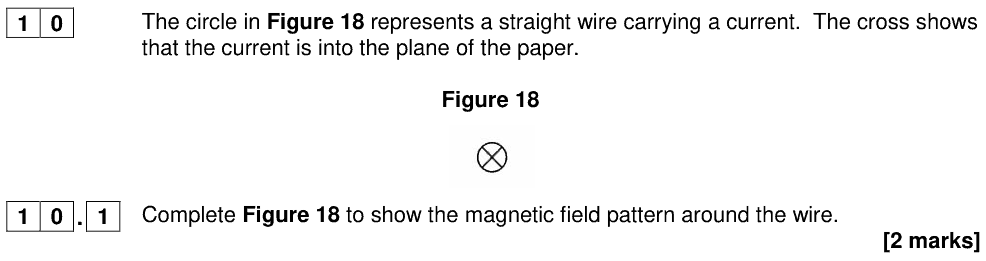 1 0 The circle in Figure 18 represents a straight wire carrying a current. The cross shows
that the current is into the plane of the paper.
Figure 18
1 0 . 1 Complete Figure 18 to show the magnetic field pattern around the wire.
[2 marks]